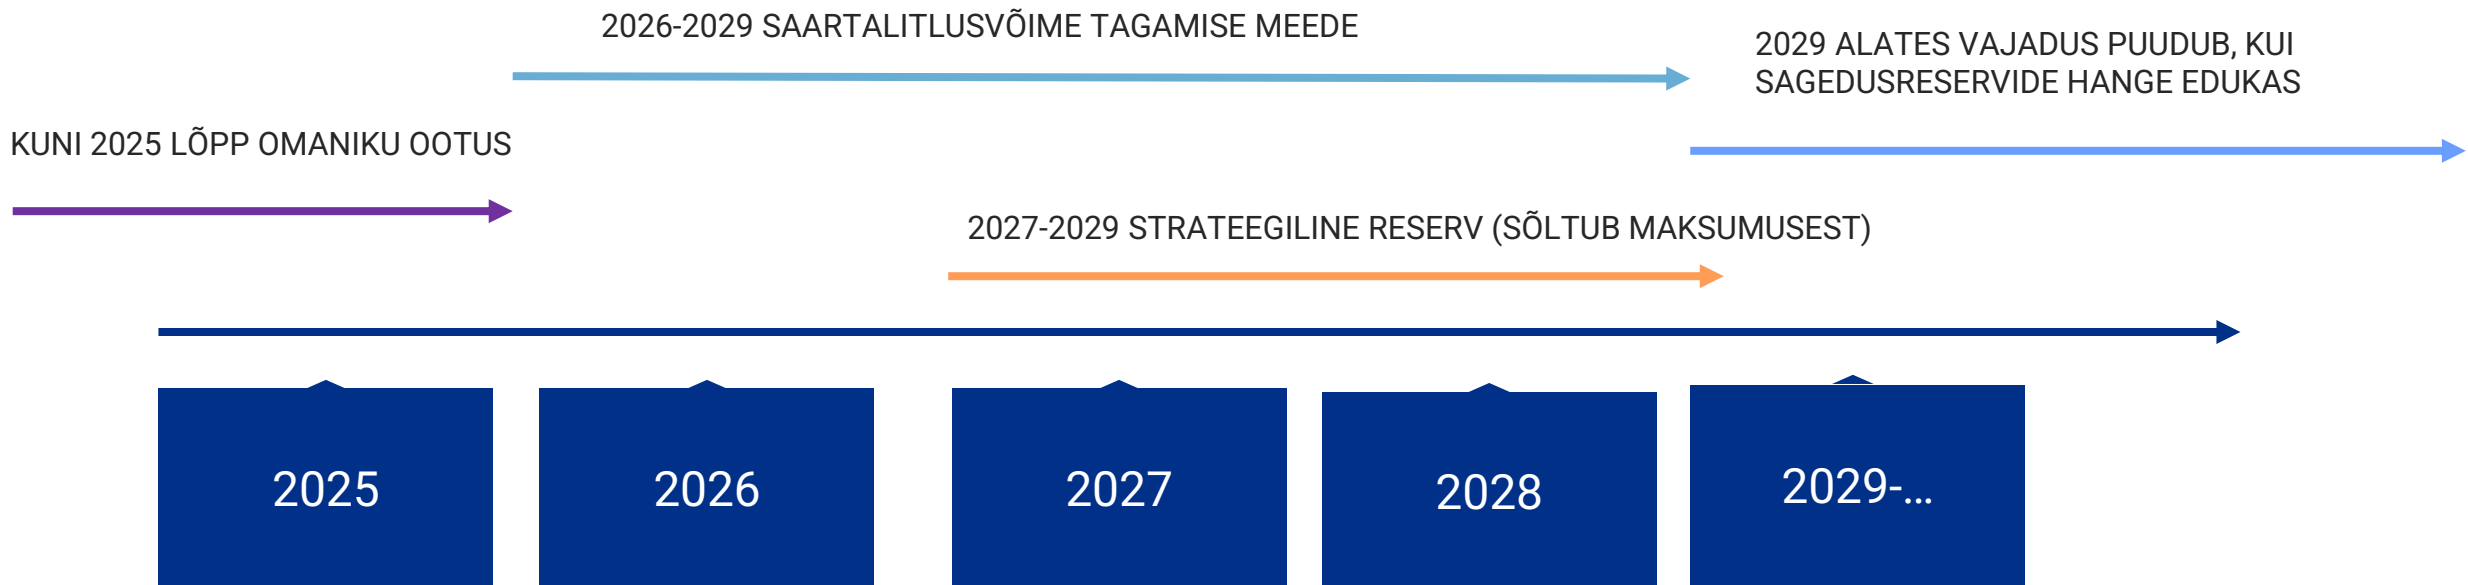 2026-2029 SAARTALITLUSVÕIME TAGAMISE MEEDE
2029 ALATES VAJADUS PUUDUB, KUI
SAGEDUSRESERVIDE HANGE EDUKAS
KUNI 2025 LÕPP OMANIKU OOTUS
2027-2029 STRATEEGILINE RESERV (SÕLTUB MAKSUMUSEST)
2025
2026
2027
2028
2029-...